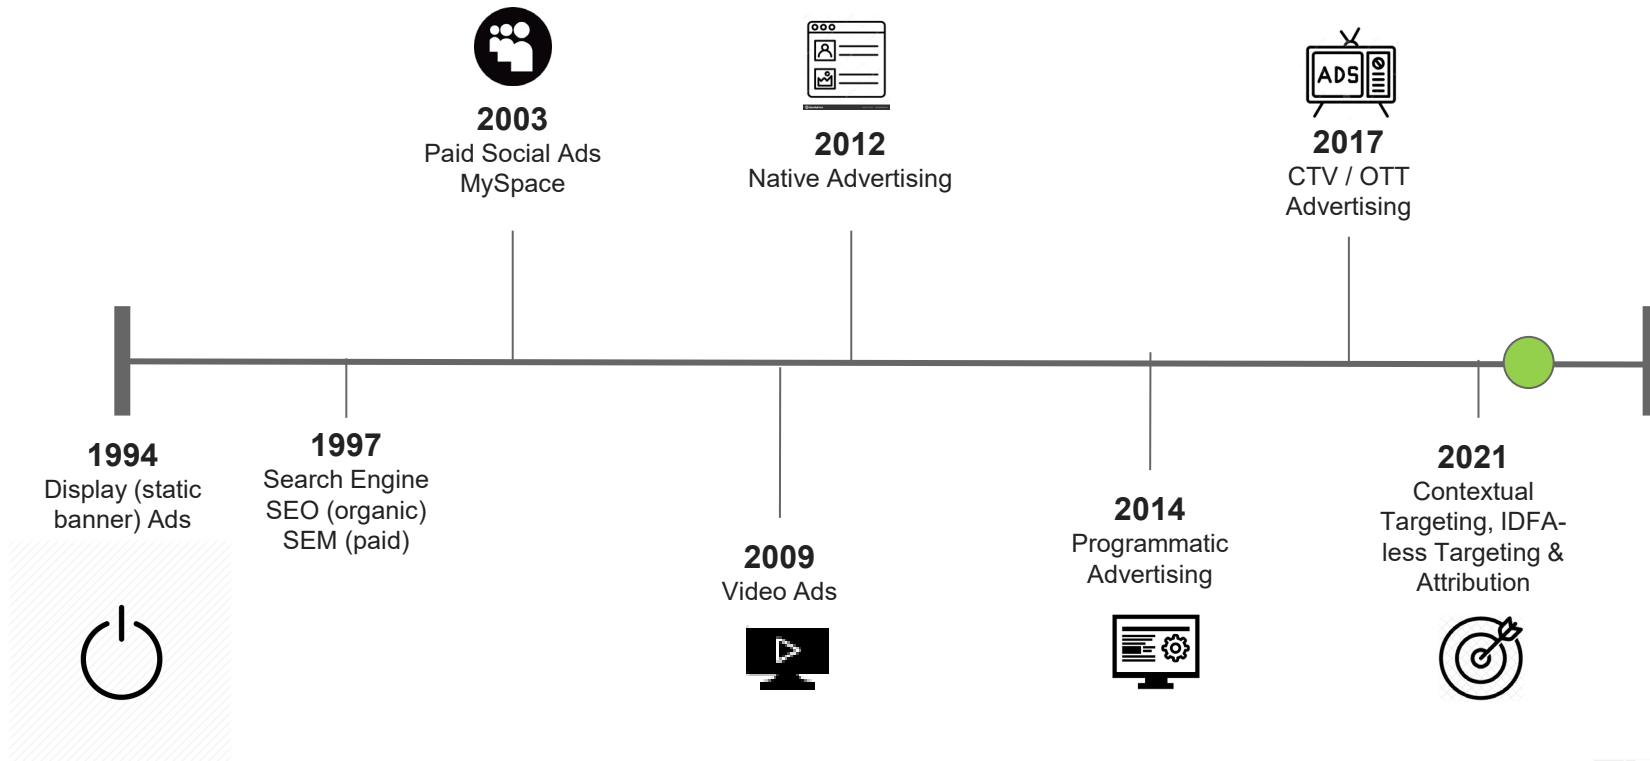 2003
Paid Social Ads
MySpace
2012
Native Advertising
ADS
2017
CTV / OTT
Advertising
1994
Display (static
banner) Ads
1997
Search Engine
SEO (organic)
SEM (paid)
2009
Video Ads
2014
Programmatic
Advertising
2021
Contextual
Targeting, IDFA-
less Targeting &
Attribution